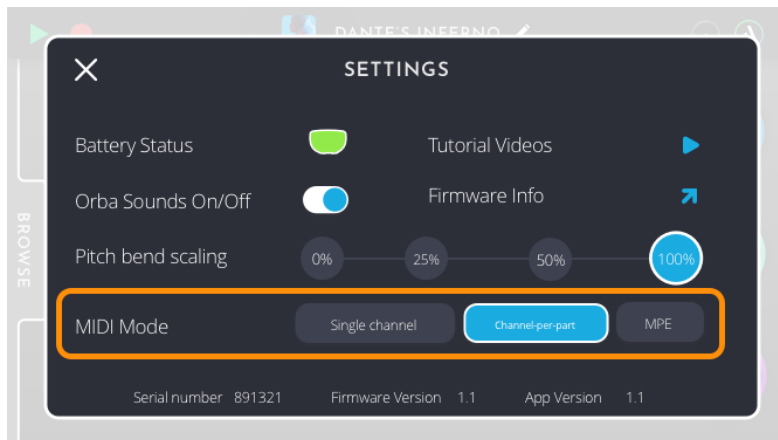 DANTE'S INFERNO
SETTINGS
Battery Status
Tutorial Videos
Orba Sounds On/Off
Firmware Info
Pitch bend scaling 0% 25% 50% 100%
BROWSE
MIDI Mode Single channel Channel-per-part MPE
Serial number 891321 Firmware Version 1.1 App Version 1.1